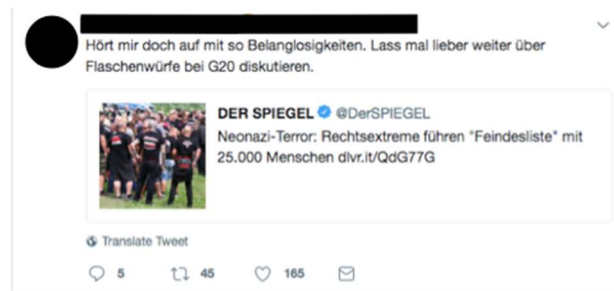 Hört mir doch auf mit so Belanglosigkeiten. Lass mal lieber weiter über
Flaschenwürfe bei G20 diskutieren.
DER SPIEGEL @DerSPIEGEL
Neonazi-Terror: Rechtsextreme führen "Feindesliste" mit
25.000 Menschen dlvr.it/QdG77G
Translate Tweet
5 45 165